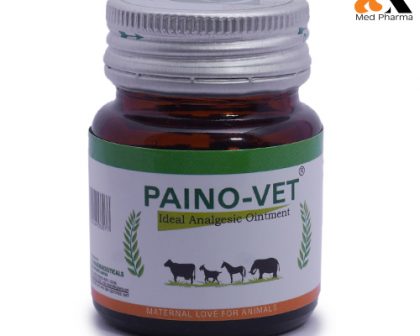 Med Pharma
PAINO-VET®
Ideal Analgesic Ointment
MATERNAL LOVE FOR ANIMALS